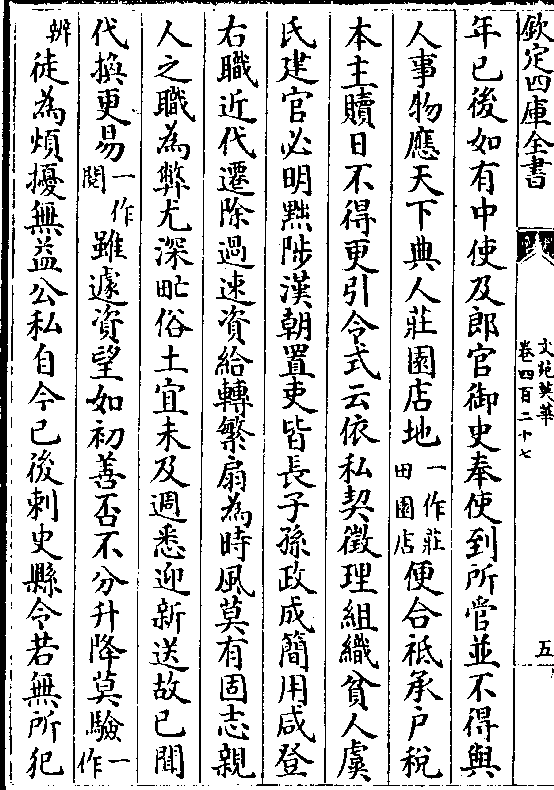 欽定四庫全書
文苑英華
卷四百二十七
五
年已後如有中使及郎官御史奉使到所管並不得與
人事物應天下典人莊園店地一作莊田園店便合祗承戶稅
本主贖日不得更引令式云依私契徵理組織貧人虞
氏建官必明黜陟漢朝置吏皆長子孫政成簡用咸登
右職近代遷除過速資給轉繁扇為時風莫有固志親
人之職為弊尤深甿俗土宜未及週悉迎新送故已聞
代換更易一作閱雖遽資望如初善否不分升降莫驗一作
辨徒為煩擾無益公私自今已後刺史縣令若無所犯